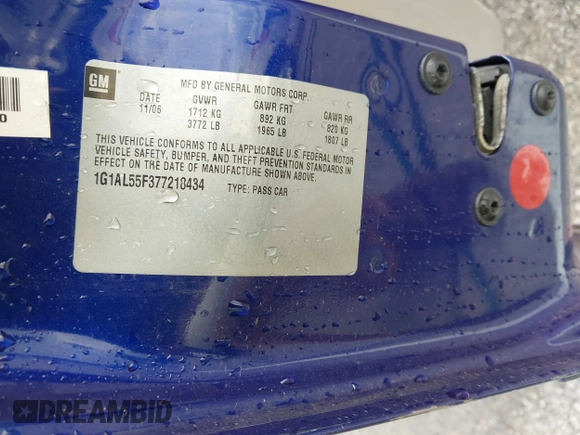 GM
MFD BY GENERAL MOTORS CORP.
DATE GVWR GAWR FRT GAWR RR
11/06 1712 KG 892 KG 820 KG
3772 LB 1965 LB 1807 LB
THIS VEHICLE CONFORMS TO ALL APPLICABLE U.S. FEDERAL MOTOR
VEHICLE SAFETY, BUMPER, AND THEFT PREVENTION STANDARDS IN
EFFECT ON THE DATE OF MANUFACTURE SHOWN ABOVE.
1G1AL55F377218434 TYPE: PASS CAR
0
DREAMBID